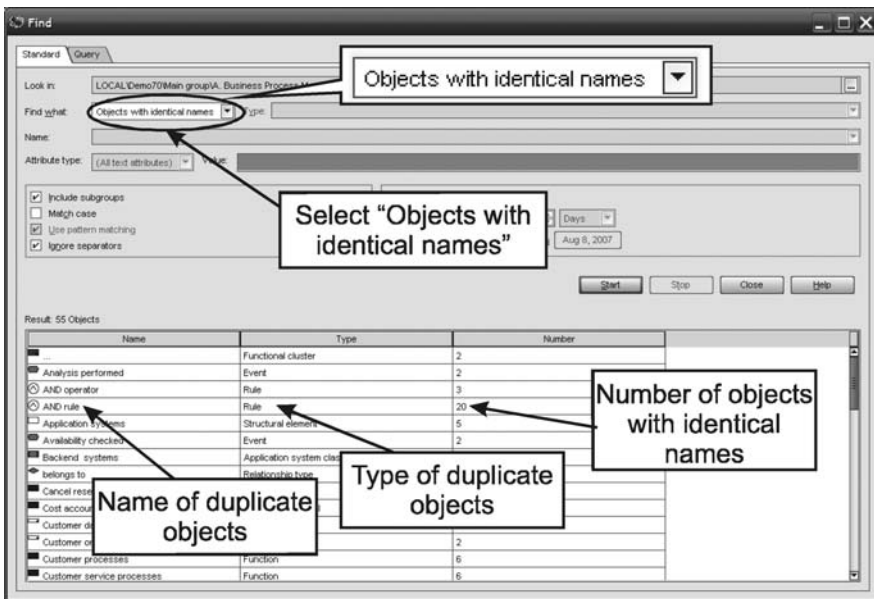 Find
Standard Query
Objects with identical names
Look in: LOCAL\Demo70\Main group\A. Business Process M
Find what: Objects with identical names Type:
Name:
Attribute type: (All text attributes) Value:
Include subgroups
Match case
Use pattern matching
Ignore separators
Select "Objects with
identical names"
Days
Aug 8, 2007
Start Stop Close Help
Result: 55 Objects
Name Type Number
... Functional cluster 2
Analysis performed Event 2
AND operator Rule 3
AND rule Rule 20
Application systems Structural element 5
Availability checked Event 2
Backend systems Application system
belongs to Relationship type
Cancel
Cost
Customer
Customer 2
Customer processes Function 6
Customer service processes Function 6
Number of objects
with identical
names
Type of duplicate
objects
Name of duplicate
objects